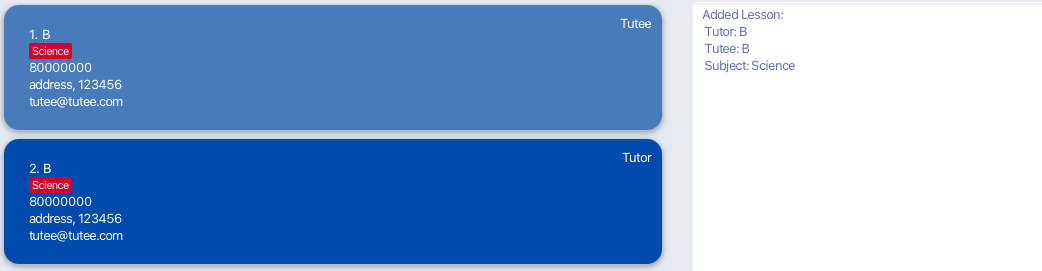 Tutee
1. B
Science
80000000
address, 123456
tutee@tutee.com
Tutor
2. B
Science
80000000
address, 123456
tutee@tutee.com
Added Lesson:
Tutor: B
Tutee: B
Subject: Science